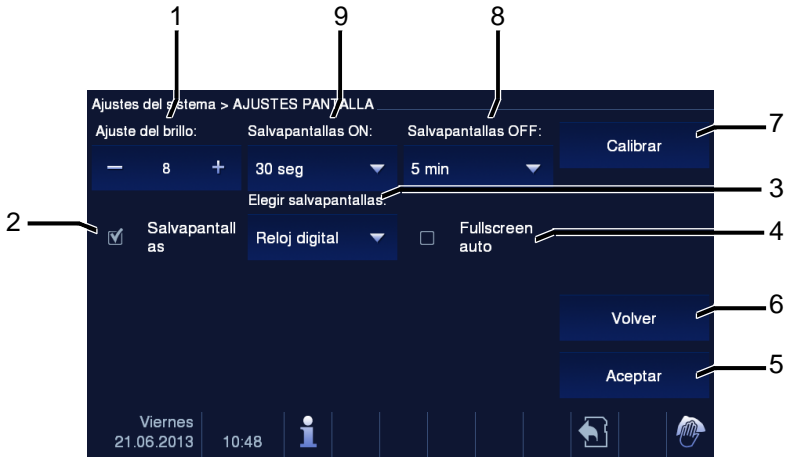 1 9 8
Ajustes del sistema > AJUSTES PANTALLA
Ajuste del brillo: Salvapantallas ON: Salvapantallas OFF:
7
Calibrar
− 8 + 30 seg 5 min
Elegir salvapantallas:
3
2
Salvapantall
as
Reloj digital
Fullscreen
auto
4
6
Volver
5
Aceptar
Viernes
21.06.2013 10:48